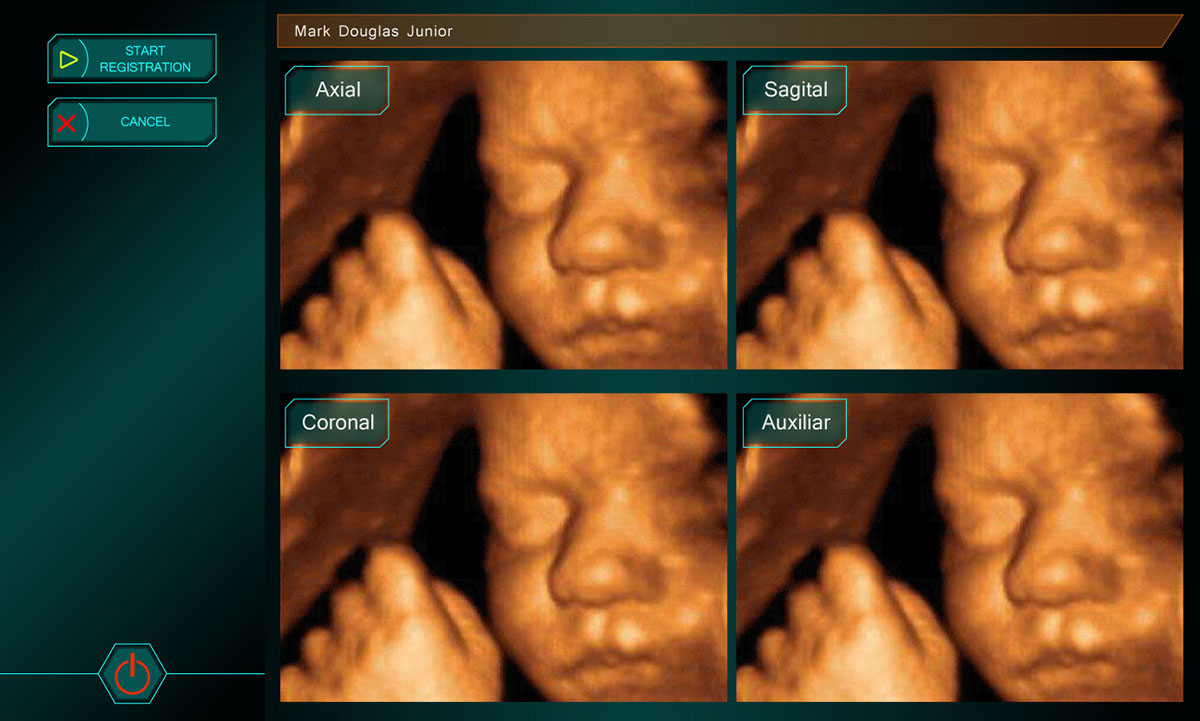 START
REGISTRATION
CANCEL
Mark Douglas Junior
Axial
Sagital
Coronal
Auxiliar